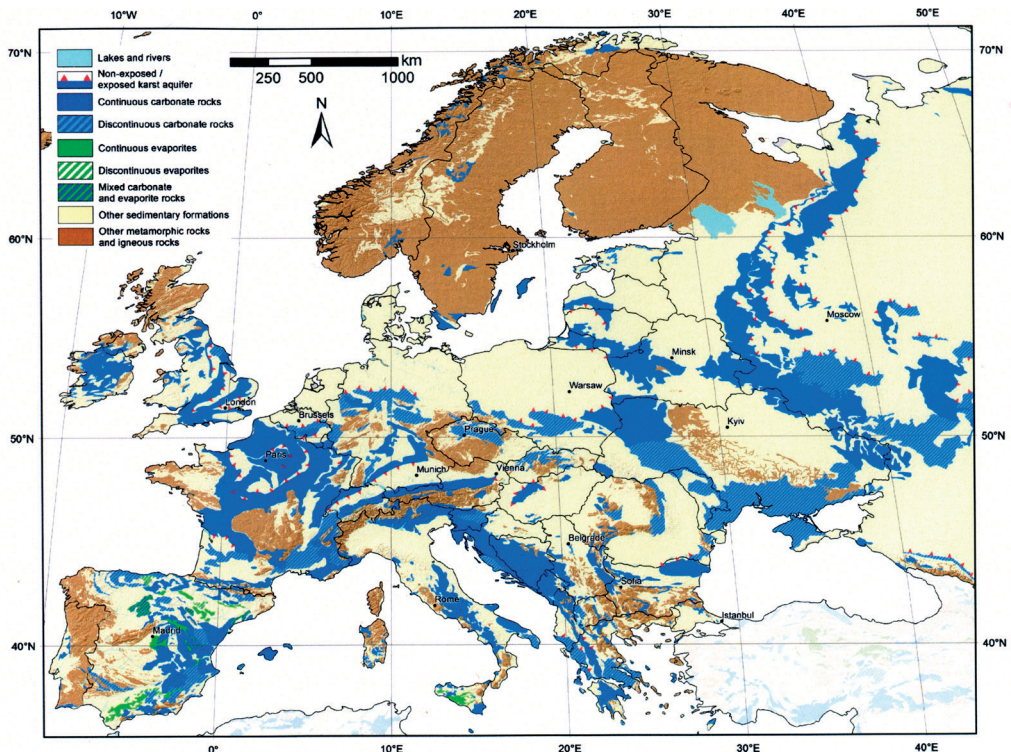 10°W 0° 10°E 20°E 30°E 40°E 50°E
70°N
70°N
Lakes and rivers
Non-exposed /
exposed karst aquifer
Continuous carbonate rocks
Discontinuous carbonate rocks
Continuous evaporites
Discontinuous evaporites
Mixed carbonate
and evaporite rocks
Other sedimentary formations
Other metamorphic rocks
and igneous rocks
km
250 500 1000
N
60°N
60°N
Stockholm
Moscow
Minsk
London
Warsaw
Brussels
Kyiv
50°N
Prague
50°N
Paris
Munich
Vienna
Belgrade
Sofia
Rome
Istanbul
Madrid
40°N
40°N
0° 10°E 20°E 30°E 40°E